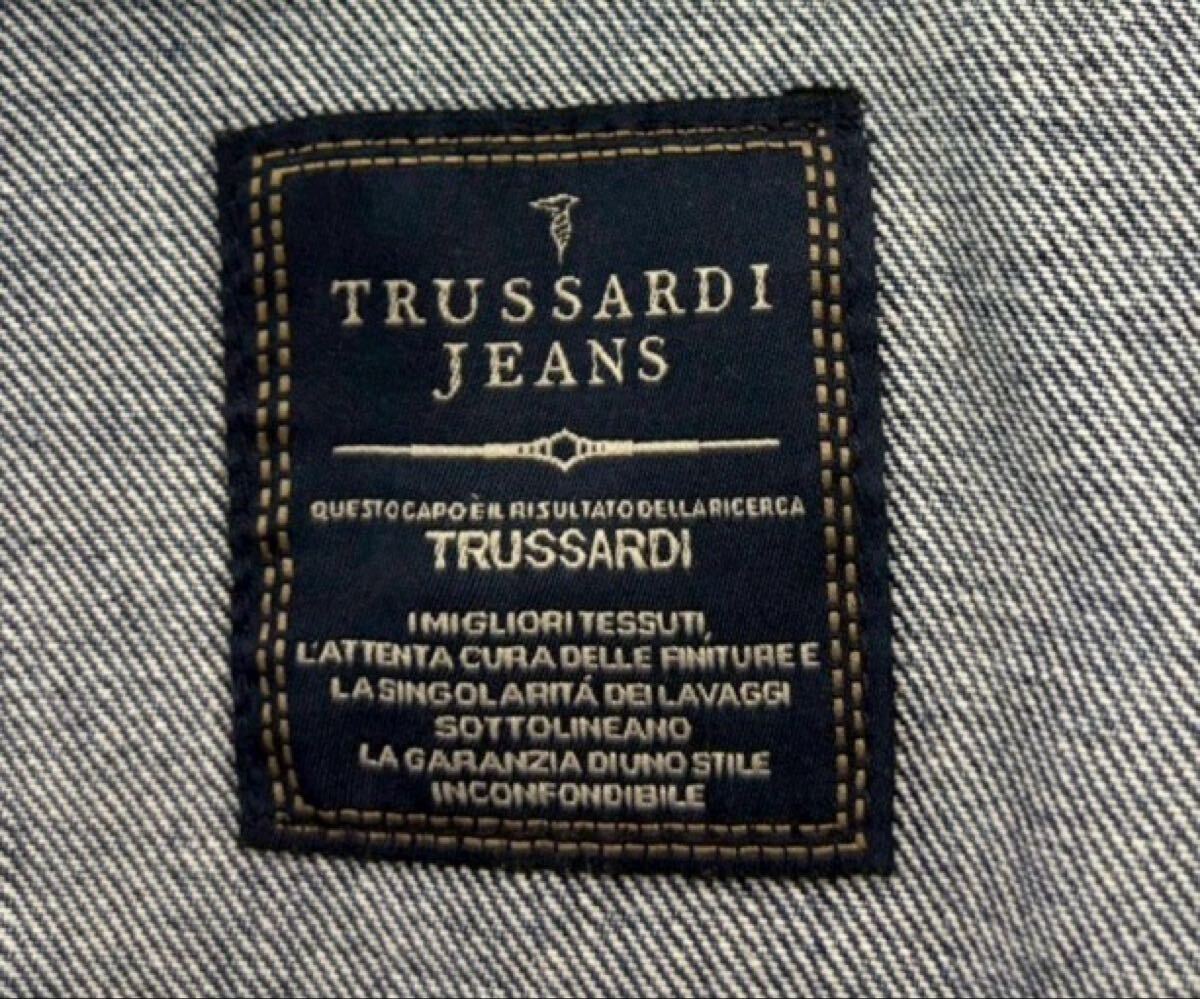 TRUSSARDI
JEANS
QUESTO CAPO È IL RISULTATO DELLA RICERCA
TRUSSARDI
I MIGLIORI TESSUTI,
L'ATTENTA CURA DELLE FINITURE E
LA SINGOLARITÁ DEI LAVAGGI
SOTTOLINEANO
LA GARANZIA DI UNO STILE
INCONFONDIBILE